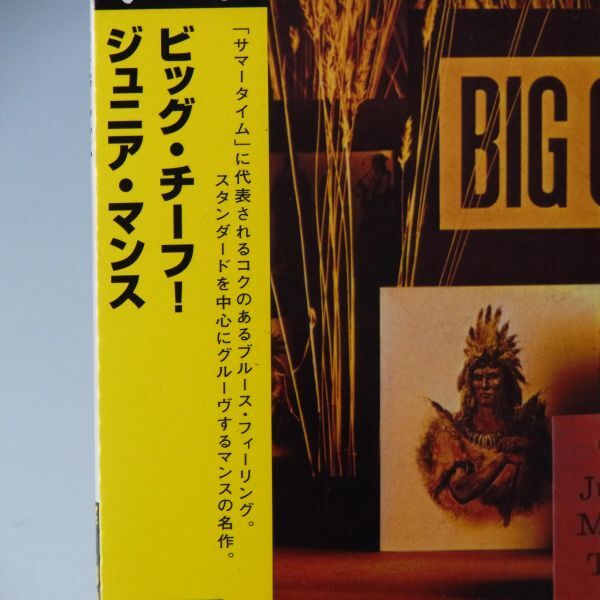 ビッグ・チーフ!
ジュニア・マンス
「サマータイム」に代表されるコクのあるブルース・フィーリング。
スタンダードを中心にグルーヴするマンスの名作。
BIG